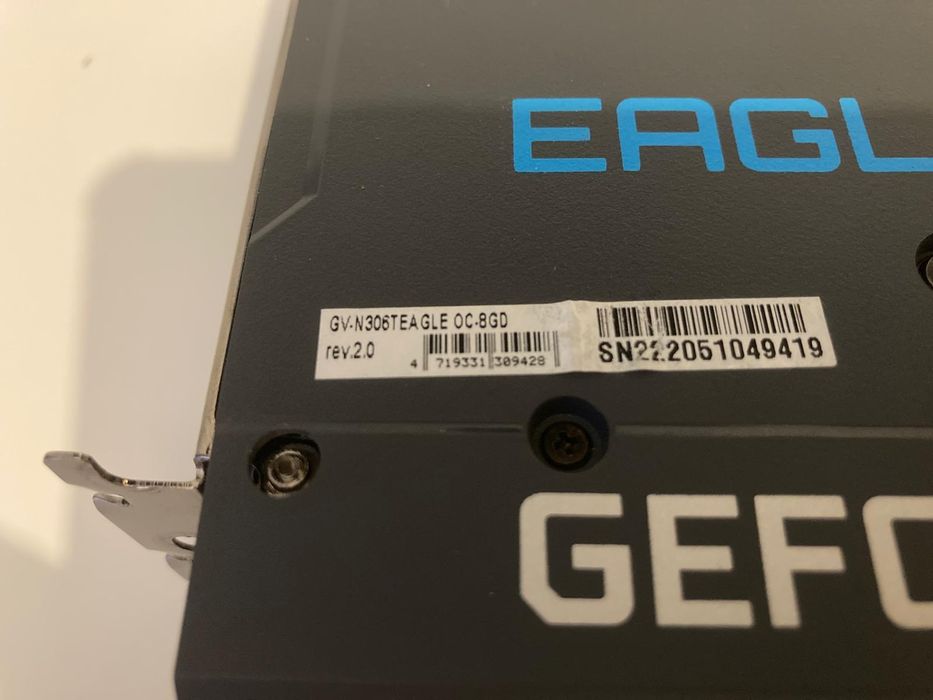 EAGL
GV-N306TEAGLE OC-8GD
rev.2.0
4 719331 309428
SN222051049419
GEFO